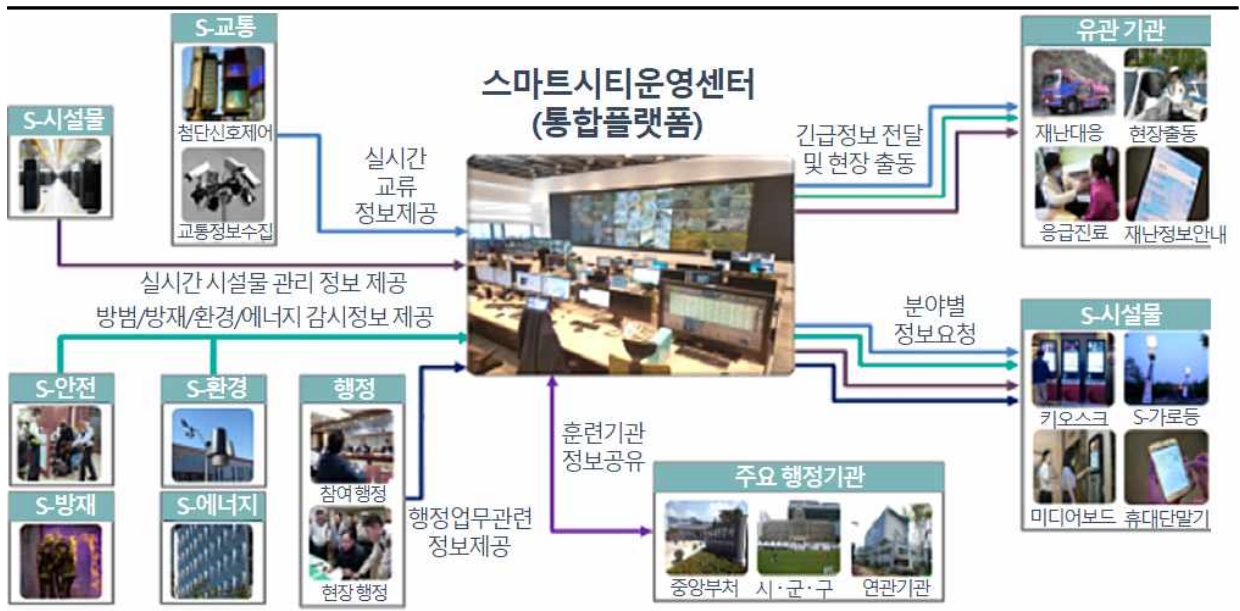 S-교통
첨단신호제어
교통정보수집
S-시설물
스마트시티운영센터
(통합플랫폼)
유관 기관
재난대응
현장출동
응급진료
재난정보안내
긴급정보 전달
및 현장 출동
실시간
교류
정보제공
실시간 시설물 관리 정보 제공
방범/방재/환경/에너지 감시정보 제공
분야별
정보요청
S-시설물
키오스크
S-가로등
미디어보드
휴대단말기
S-안전
S-환경
행정
참여 행정
현장 행정
S-방재
S-에너지
행정업무관련
정보제공
훈련기관
정보공유
주요 행정기관
중앙부처
시·군·구
연관기관